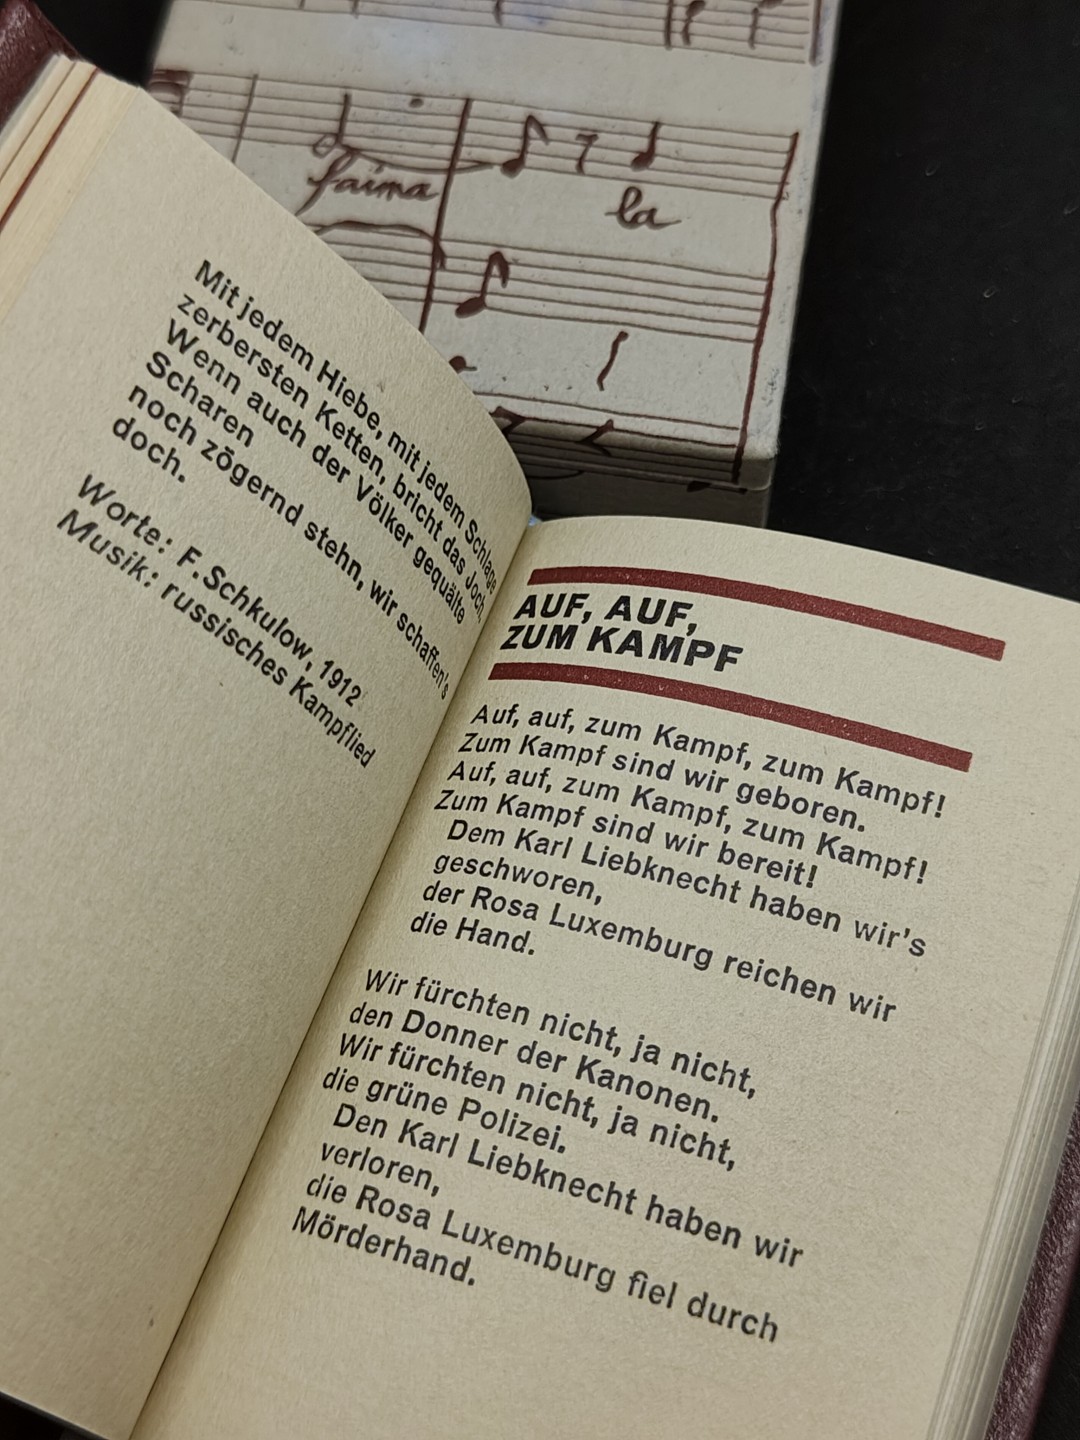 faima
la
Mit jedem Hiebe, mit jedem Schlage
zerbersten Ketten, bricht das Joch,
Wenn auch der Völker gequälte
Scharen
noch zögernd stehn, wir schaffen's
doch.
Worte: F. Schkulow, 1912
Musik: russisches Kampflied
AUF, AUF,
ZUM KAMPF
Auf, auf, zum Kampf, zum Kampf!
Zum Kampf sind wir geboren.
Auf, auf, zum Kampf, zum Kampf!
Zum Kampf sind wir bereit!
Dem Karl Liebknecht haben wir's
geschworen,
der Rosa Luxemburg reichen wir
die Hand.
Wir fürchten nicht, ja nicht,
den Donner der Kanonen.
Wir fürchten nicht, ja nicht,
die grüne Polizei.
Den Karl Liebknecht haben wir
verloren,
die Rosa Luxemburg fiel durch
Mörderhand.